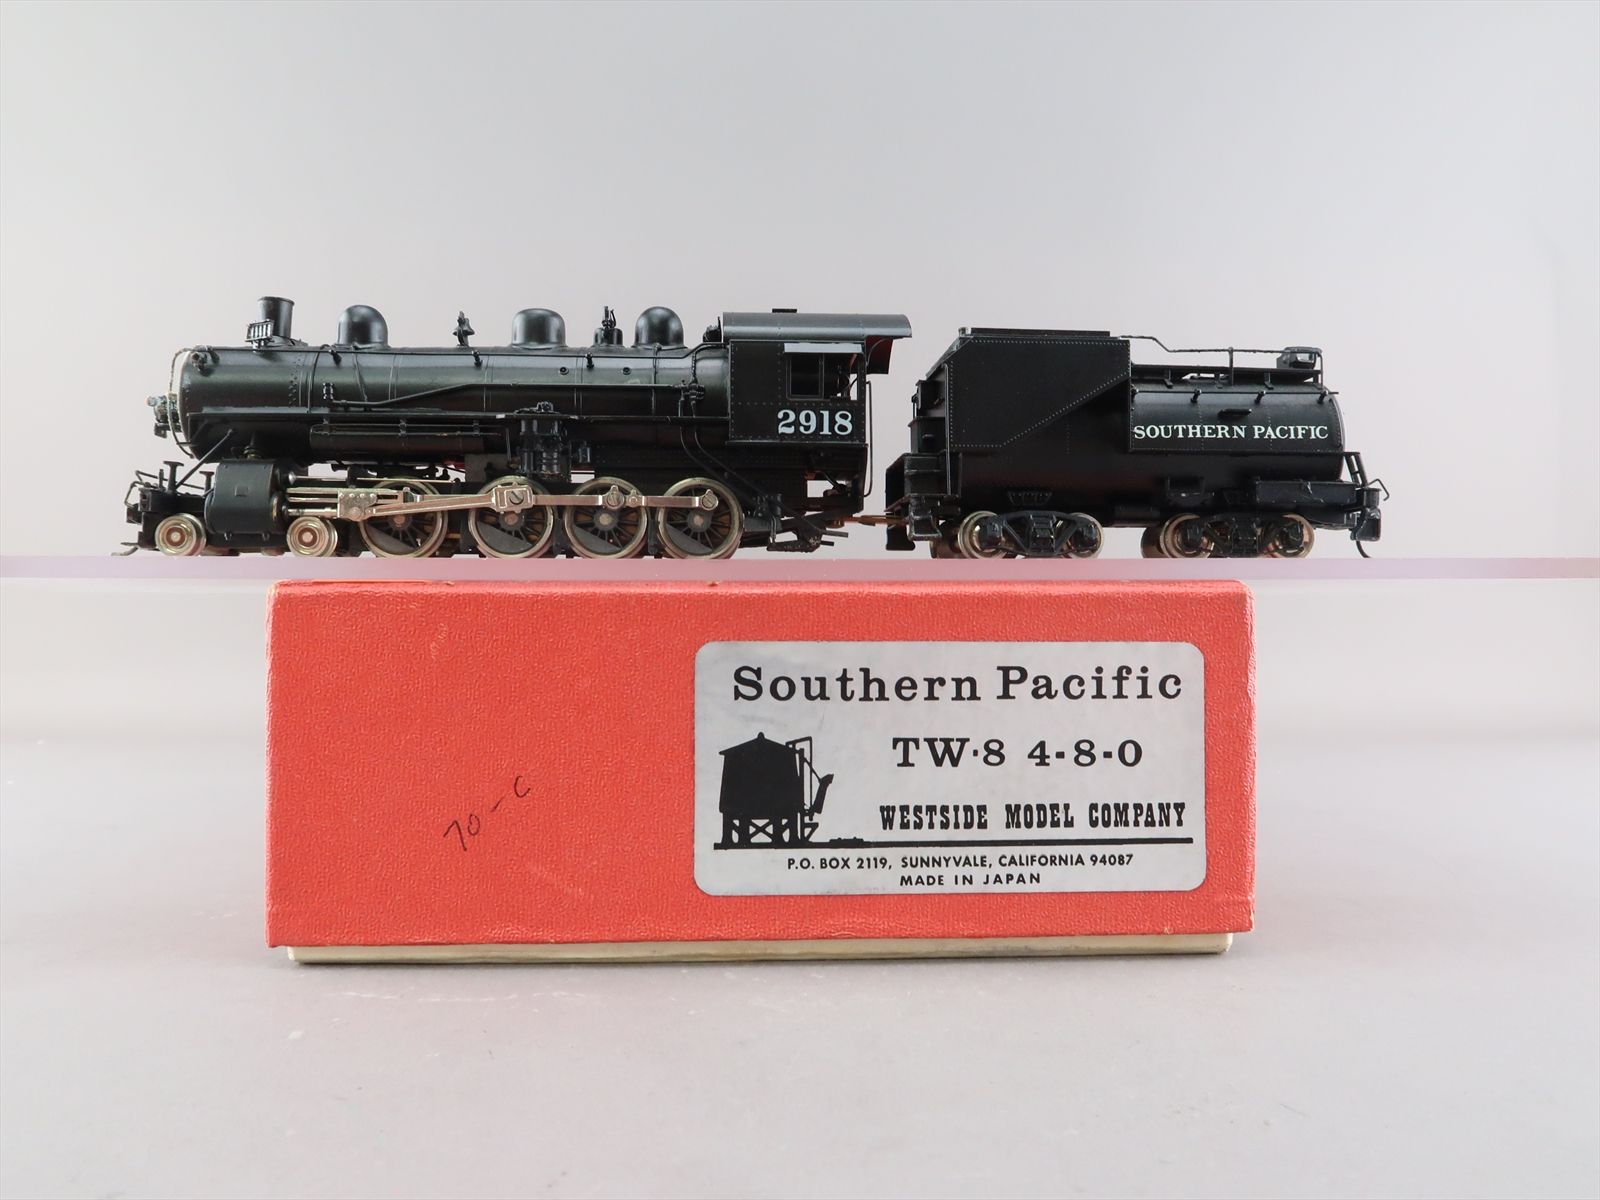 2918
SOUTHERN PACIFIC
Southern Pacific
TW·8 4-8-0
WESTSIDE MODEL COMPANY
P.O. BOX 2119, SUNNYVALE, CALIFORNIA 94087
MADE IN JAPAN
70-C